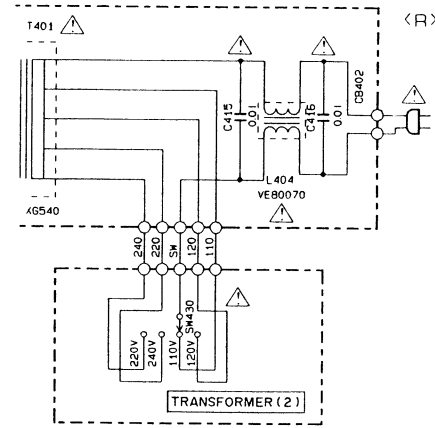 T401
〈R〉
C415
0.01
C416
0.01
CB402
L404
VE80070
XG540
240
220
SW
120
110
SW430
220V
240V
110V
120V
TRANSFORMER(2)